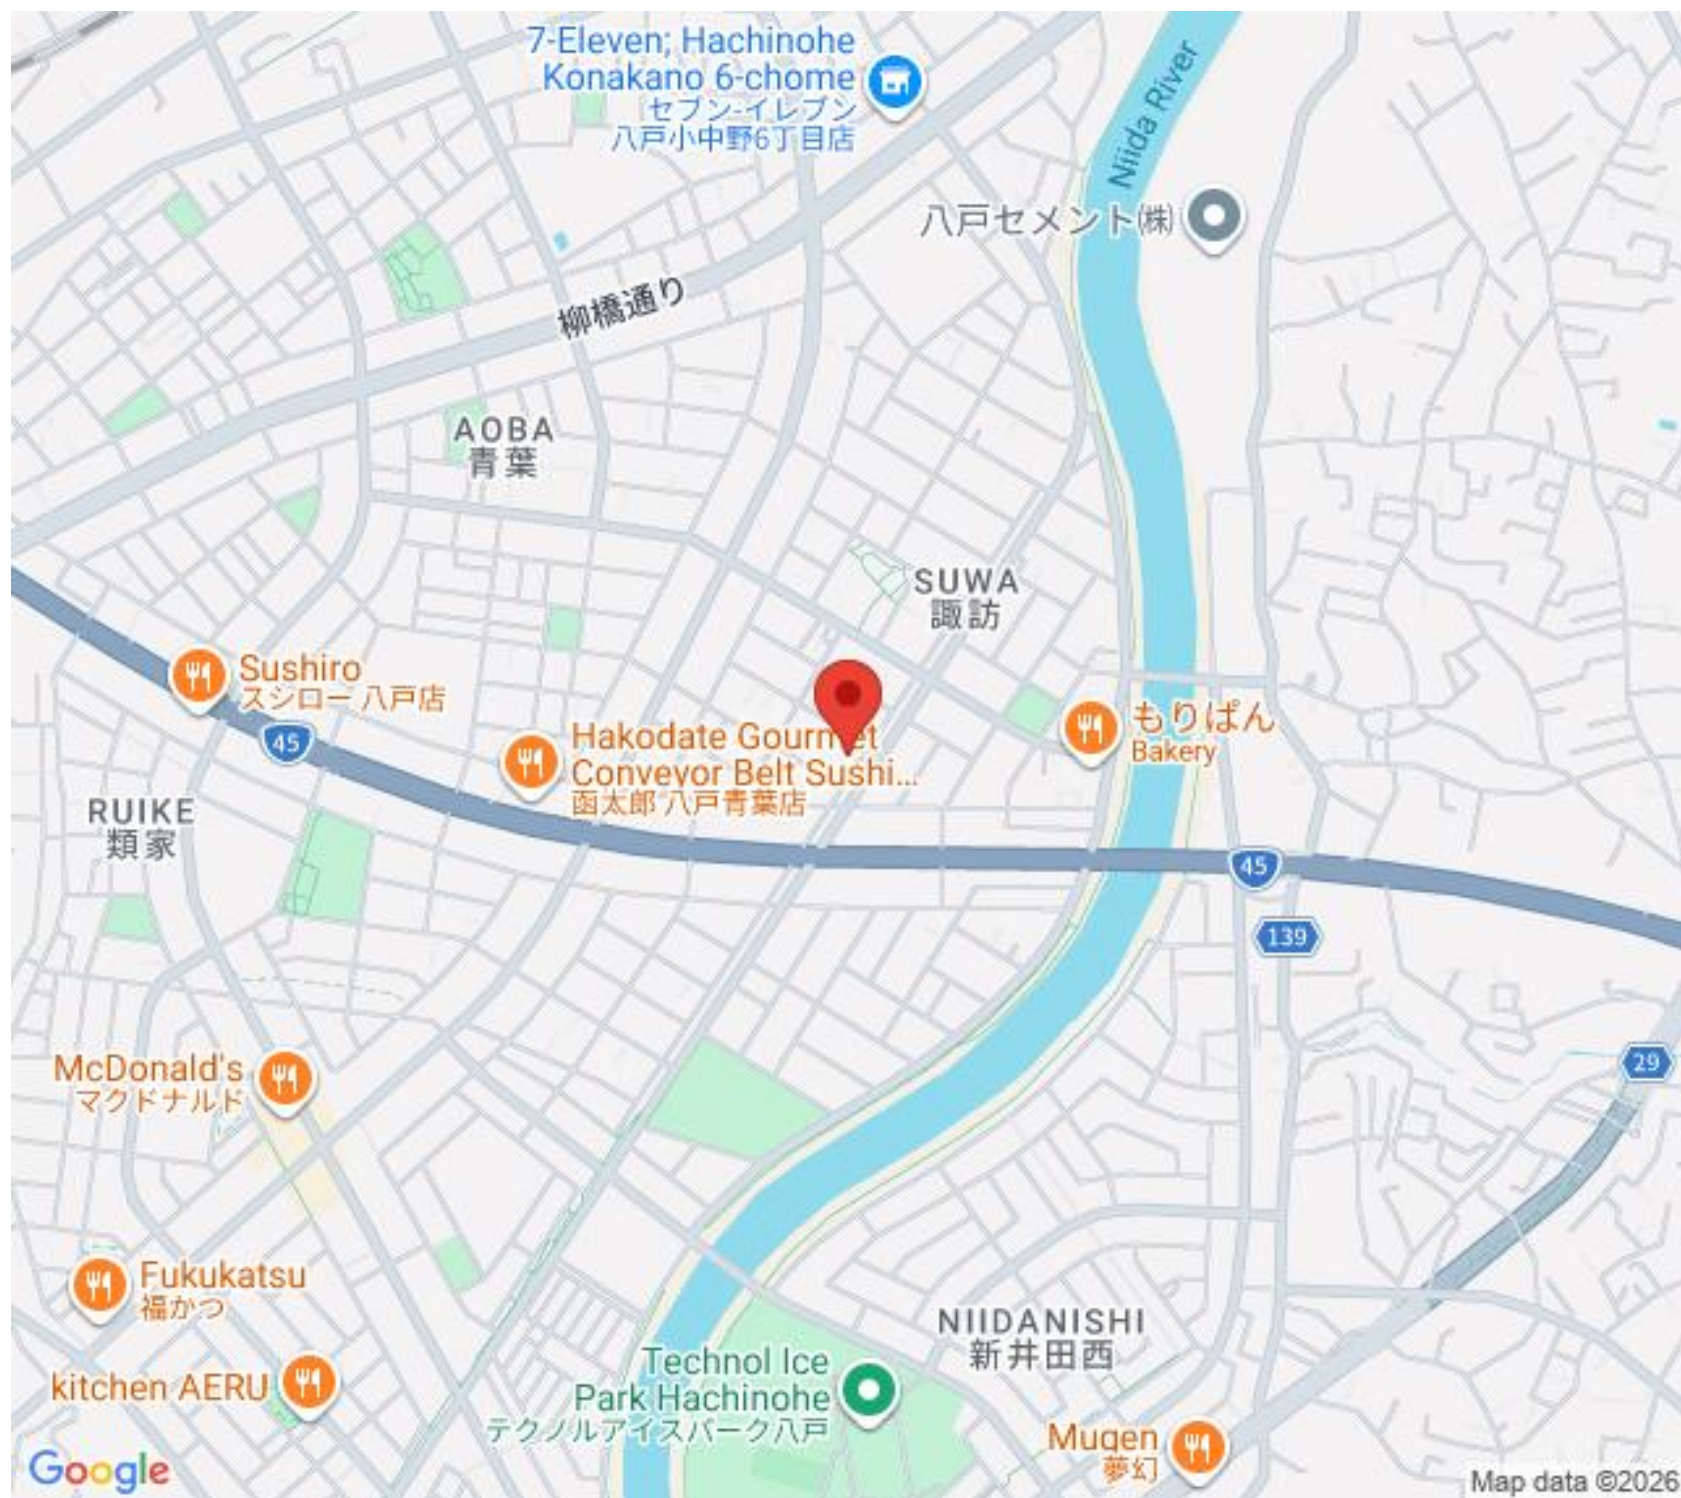 7-Eleven; Hachinohe
Konakano 6-chome
セブン-イレブン
八戸小中野6丁目店
Niida River
八戸セメント㈱
柳橋通り
AOBA
青葉
SUWA
諏訪
Sushiro
スシロー 八戸店
45
Hakodate Gourmet
Conveyor Belt Sushi...
函太郎 八戸青葉店
もりぱん
Bakery
RUIKE
類家
45
139
29
McDonald's
マクドナルド
Fukukatsu
福かつ
kitchen AERU
NIIDANISHI
新井田西
Technol Ice
Park Hachinohe
テクノルアイスパーク八戸
Mugen
夢幻
Google
Map data ©2026